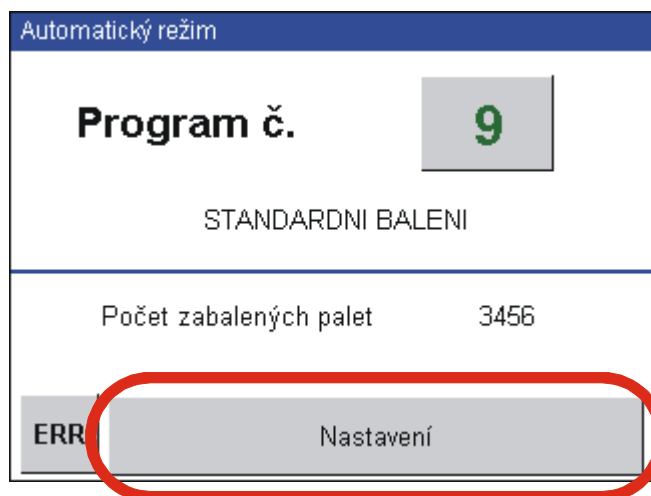 Automatický režim
Program č. 9
STANDARDNI BALENI
Počet zabalených palet 3456
ERR Nastavení